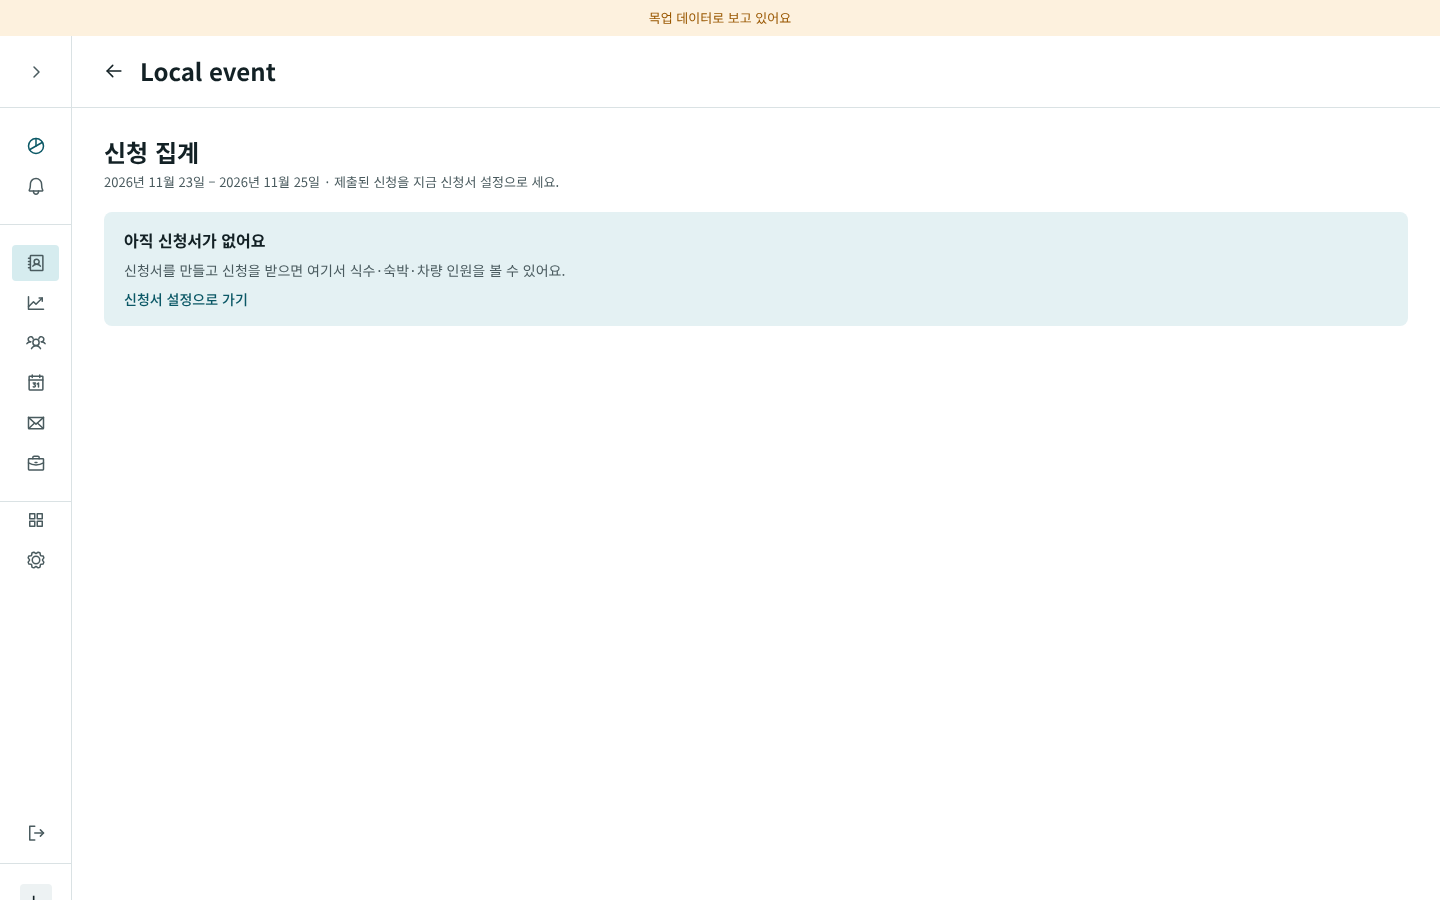 목업 데이터로 보고 있어요
Local event
신청 집계
2026년 11월 23일 – 2026년 11월 25일 · 제출된 신청을 지금 신청서 설정으로 세요.
아직 신청서가 없어요
신청서를 만들고 신청을 받으면 여기서 식수·숙박·차량 인원을 볼 수 있어요.
신청서 설정으로 가기
31